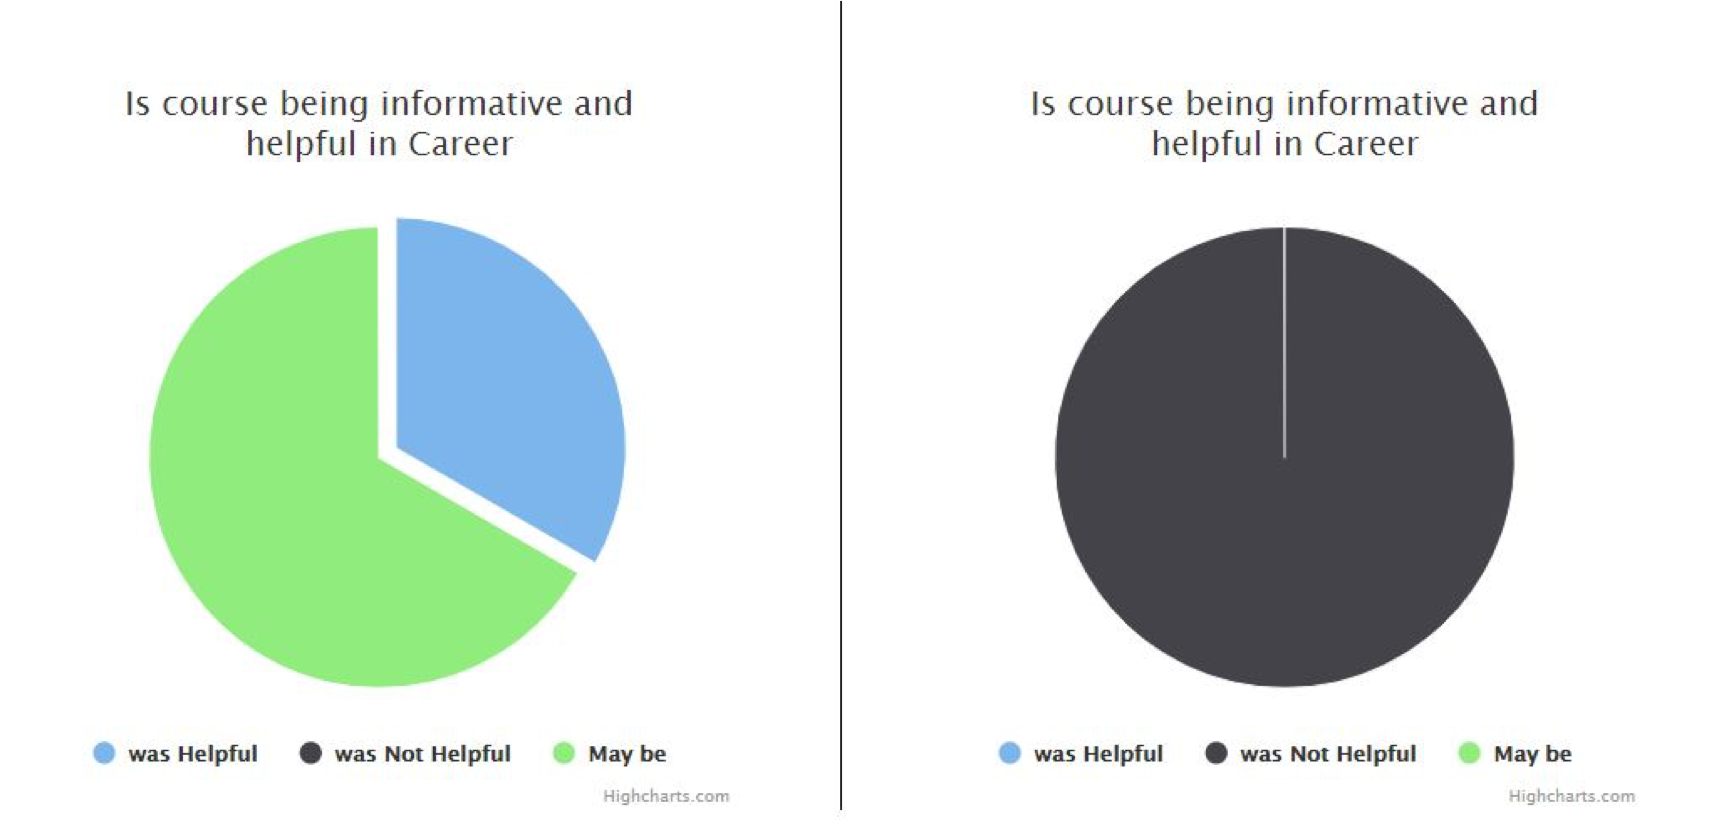 Is course being informative and
helpful in Career
was Helpful was Not Helpful May be
Highcharts.com
Is course being informative and
helpful in Career
was Helpful was Not Helpful May be
Highcharts.com